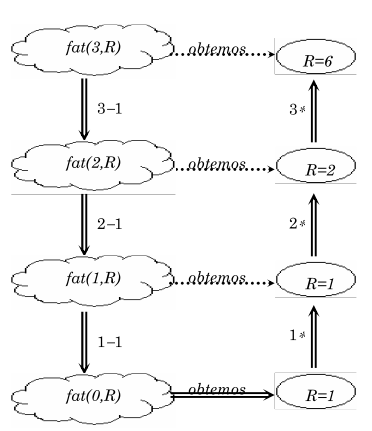 fat(3,R) obtemos R=6
3–1 3*
fat(2,R) obtemos R=2
2–1 2*
fat(1,R) obtemos R=1
1–1 1*
fat(0,R) obtemos R=1